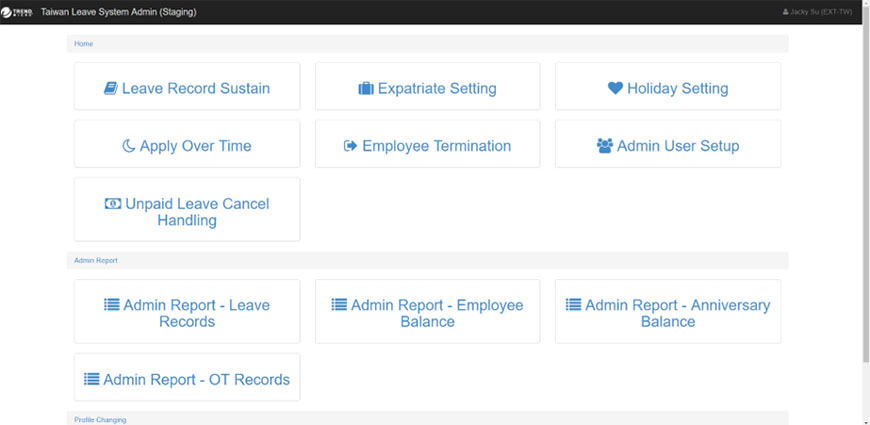 TREND MICRO Taiwan Leave System Admin (Staging) Jacky Su (EXT-TW)
Home
Leave Record Sustain Expatriate Setting Holiday Setting
Apply Over Time Employee Termination Admin User Setup
Unpaid Leave Cancel
Handling
Admin Report
Admin Report - Leave
Records
Admin Report - Employee
Balance
Admin Report - Anniversary
Balance
Admin Report - OT Records
Profile Changing